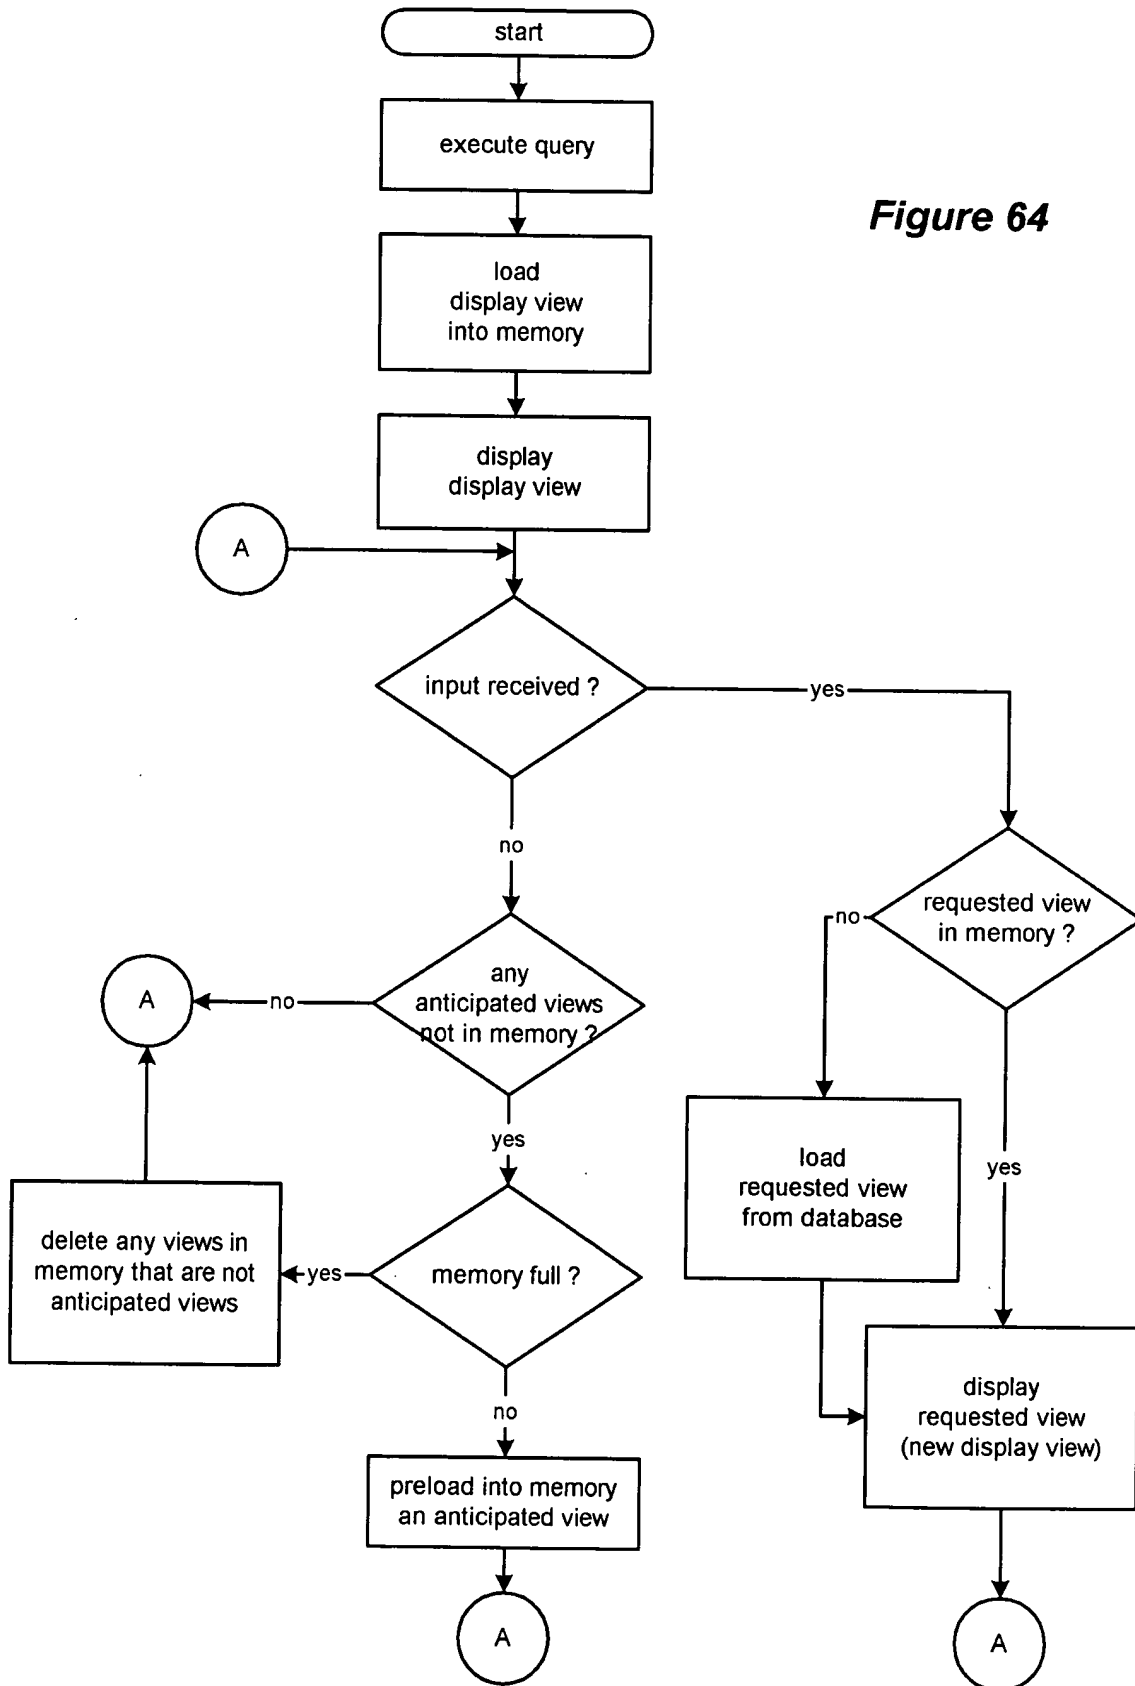 start
execute query
Figure 64
load
display view
into memory
display
display view
A
input received ?
yes
no
requested view
in memory ?
no
any
anticipated views
not in memory ?
no
A
yes
load
requested view
from database
yes
delete any views in
memory that are not
anticipated views
yes
memory full ?
no
display
requested view
(new display view)
preload into memory
an anticipated view
A
A